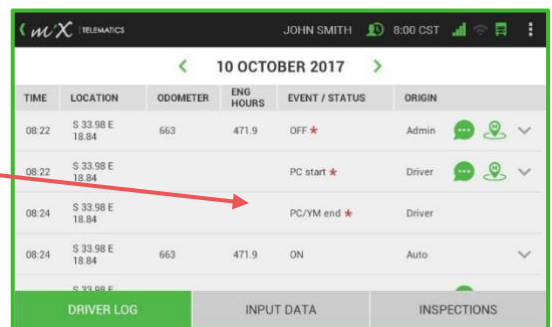 miX TELEMATICS JOHN SMITH 8:00 CST
10 OCTOBER 2017
TIME LOCATION ODOMETER ENG HOURS EVENT / STATUS ORIGIN
08:22 S 33.98 E 18.84 663 471.9 OFF * Admin
08:22 S 33.98 E 18.84 PC start * Driver
08:24 S 33.98 E 18.84 PC/YM end * Driver
08:24 S 33.98 E 18.84 663 471.9 ON Auto
S 33.98 E
DRIVER LOG INPUT DATA INSPECTIONS